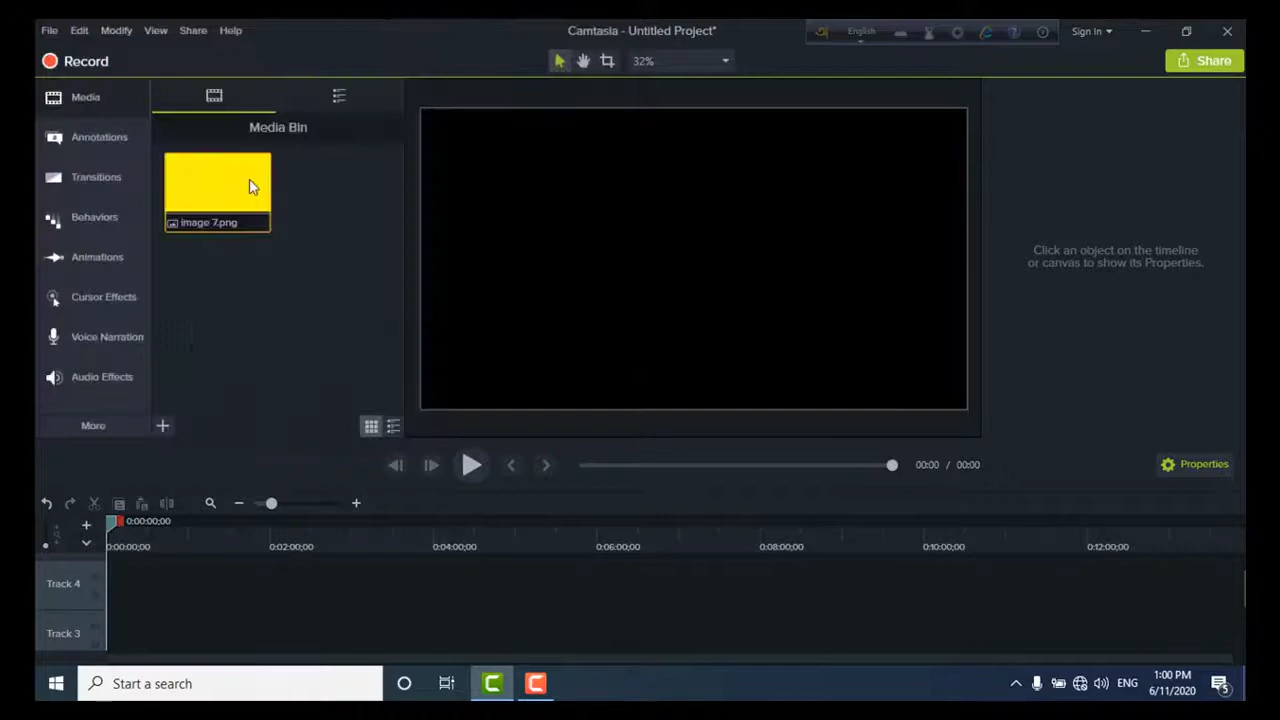 File Edit Modify View Share Help
Camtasia - Untitled Project*
English
Sign In
Record
32%
Share
Media
Annotations
Transitions
Behaviors
Animations
Cursor Effects
Voice Narration
Audio Effects
More
Media Bin
image 7.png
Click an object on the timeline
or canvas to show its Properties.
00:00 / 00:00
Properties
0:00:00;00
0:00:00;00 0:02:00;00 0:04:00;00 0:06:00;00 0:08:00;00 0:10:00;00 0:12:00;00
Track 4
Track 3
Start a search
ENG
1:00 PM
6/11/2020
5